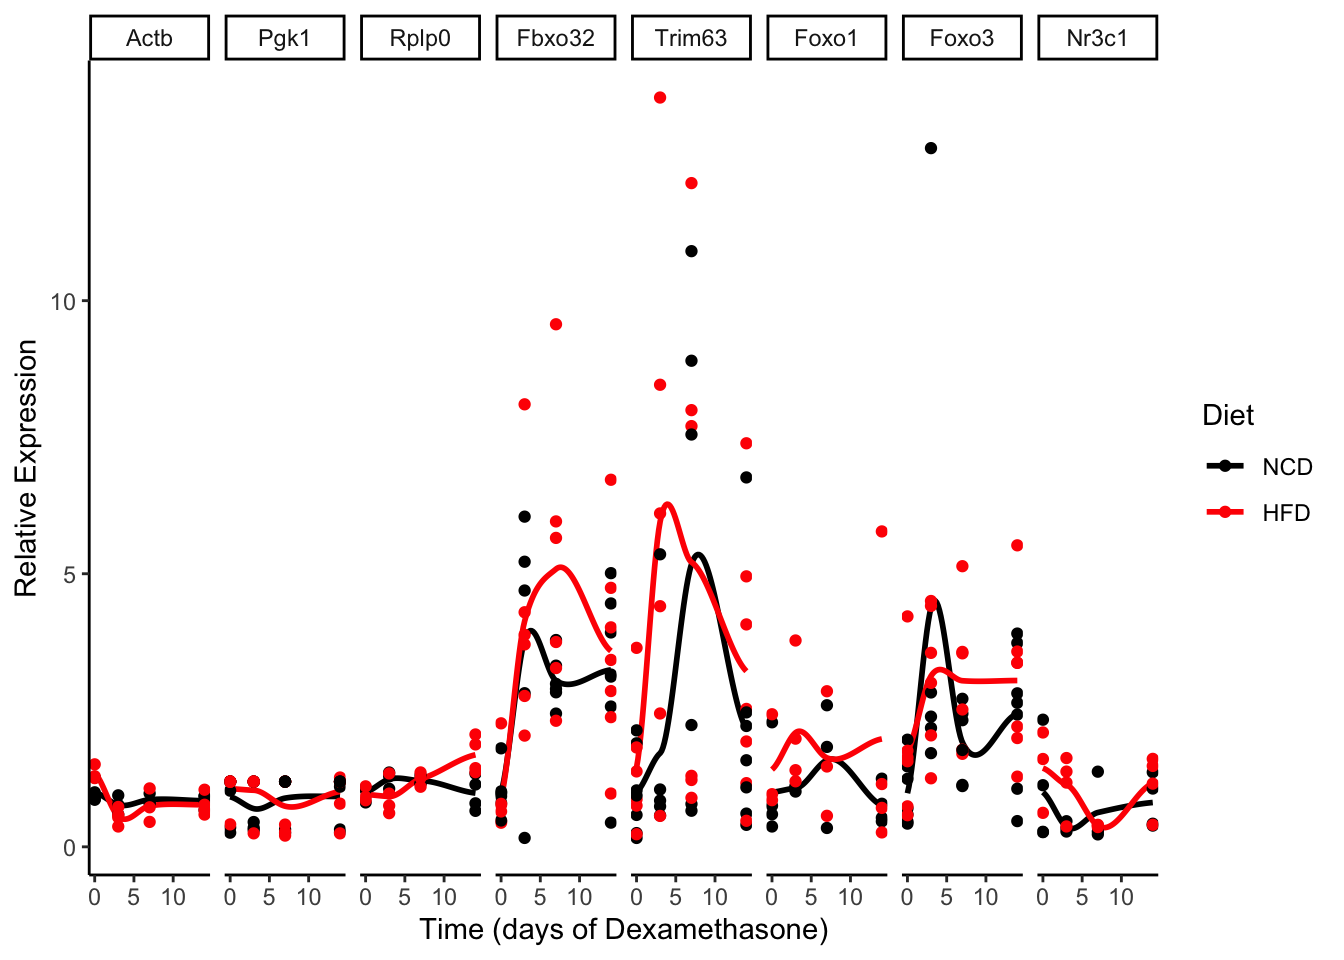 Actb Pgk1 Rplp0 Fbxo32 Trim63 Foxo1 Foxo3 Nr3c1
10
5
0
Relative Expression
0 5 10 0 5 10 0 5 10 0 5 10 0 5 10 0 5 10 0 5 10 0 5 10
Time (days of Dexamethasone)
Diet
NCD
HFD